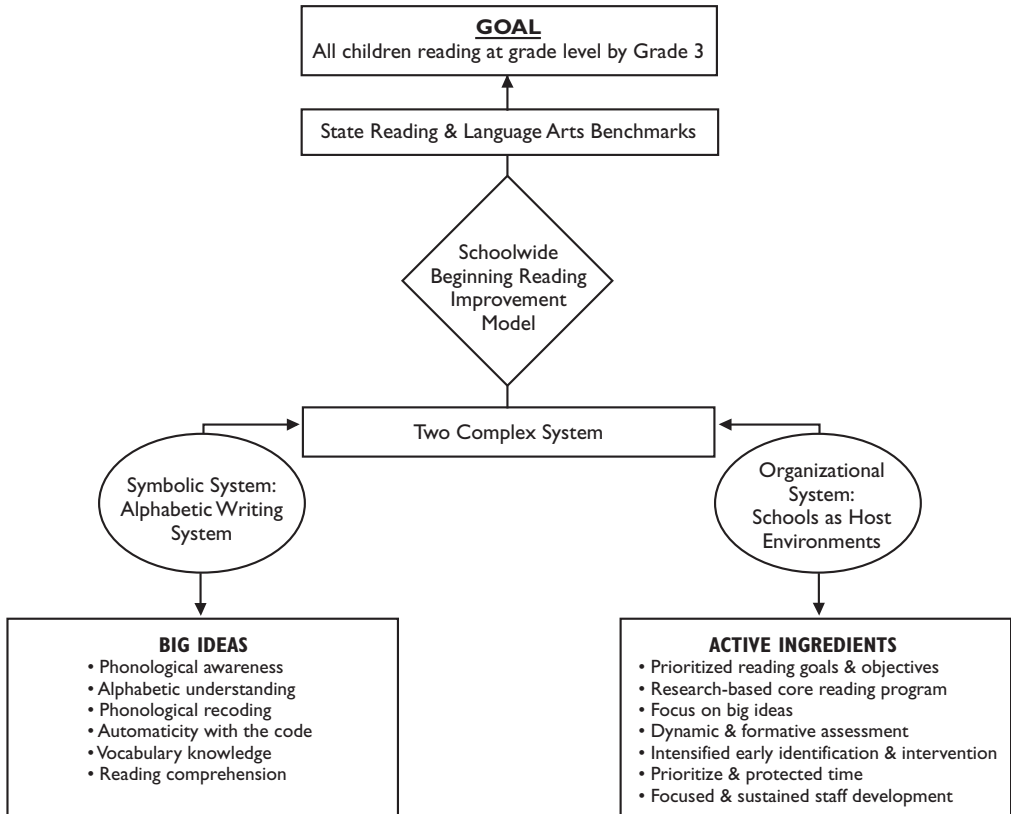 GOAL
All children reading at grade level by Grade 3
State Reading & Language Arts Benchmarks
Schoolwide
Beginning Reading
Improvement
Model
Two Complex System
Symbolic System:
Alphabetic Writing
System
Organizational
System:
Schools as Host
Environments
BIG IDEAS
• Phonological awareness
• Alphabetic understanding
• Phonological recoding
• Automaticity with the code
• Vocabulary knowledge
• Reading comprehension
ACTIVE INGREDIENTS
• Prioritized reading goals & objectives
• Research-based core reading program
• Focus on big ideas
• Dynamic & formative assessment
• Intensified early identification & intervention
• Prioritize & protected time
• Focused & sustained staff development